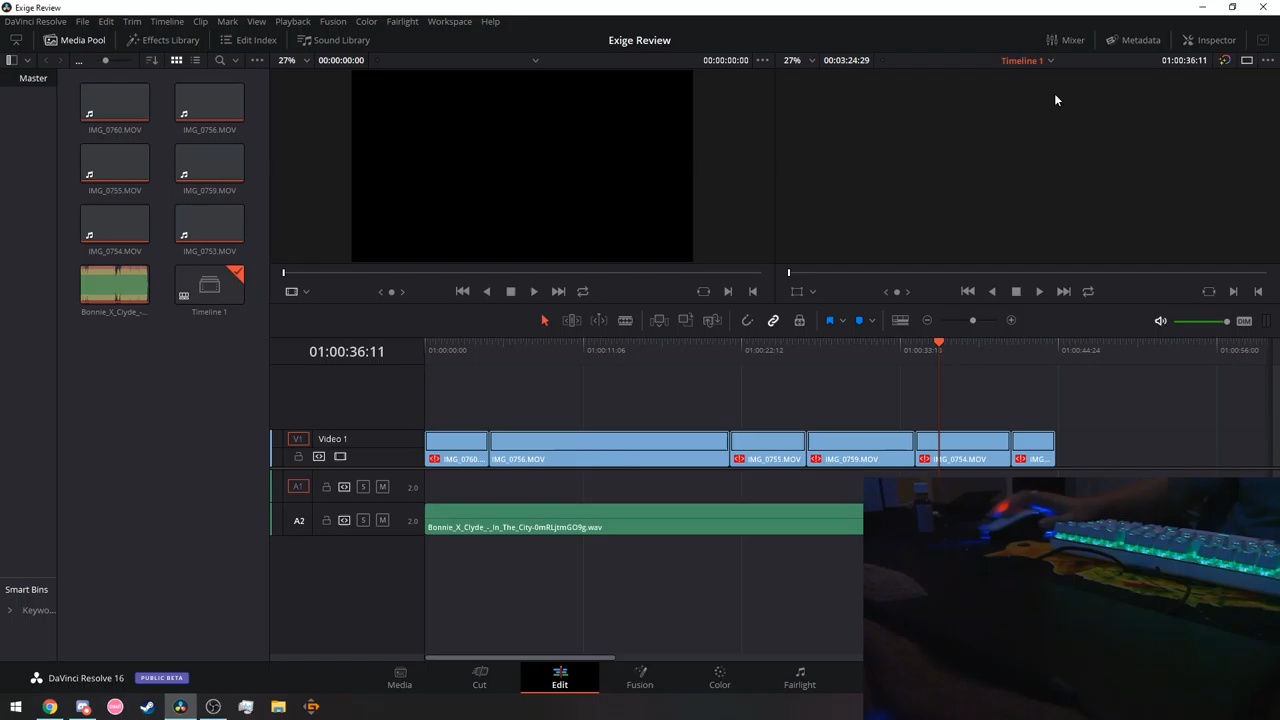 Exige Review
DaVinci Resolve File Edit Trim Timeline Clip Mark View Playback Fusion Color Fairlight Workspace Help
Media Pool Effects Library Edit Index Sound Library Exige Review Mixer Metadata Inspector
... 27% 00:00:00:00 00:00:00:00 27% 00:03:24:29 Timeline 1 01:00:36:11
Master
IMG_0760.MOV IMG_0756.MOV
IMG_0755.MOV IMG_0759.MOV
IMG_0754.MOV IMG_0753.MOV
Bonnie_X_Clyde_-... Timeline 1
DIM
01:00:36:11 01:00:00:00 01:00:11:06 01:00:22:12 01:00:44:24 01:00:56:00
V1 Video 1
IMG_0760... IMG_0756.MOV IMG_0755.MOV IMG_0759.MOV IMG_0754.MOV IMG...
A1 S M 2.0
A2 S M 2.0
Bonnie_X_Clyde_-_In_The_City-0mRLjtmGO9g.wav
Smart Bins
Keywo...
DaVinci Resolve 16 PUBLIC BETA
Media Cut Edit Fusion Color Fairlight